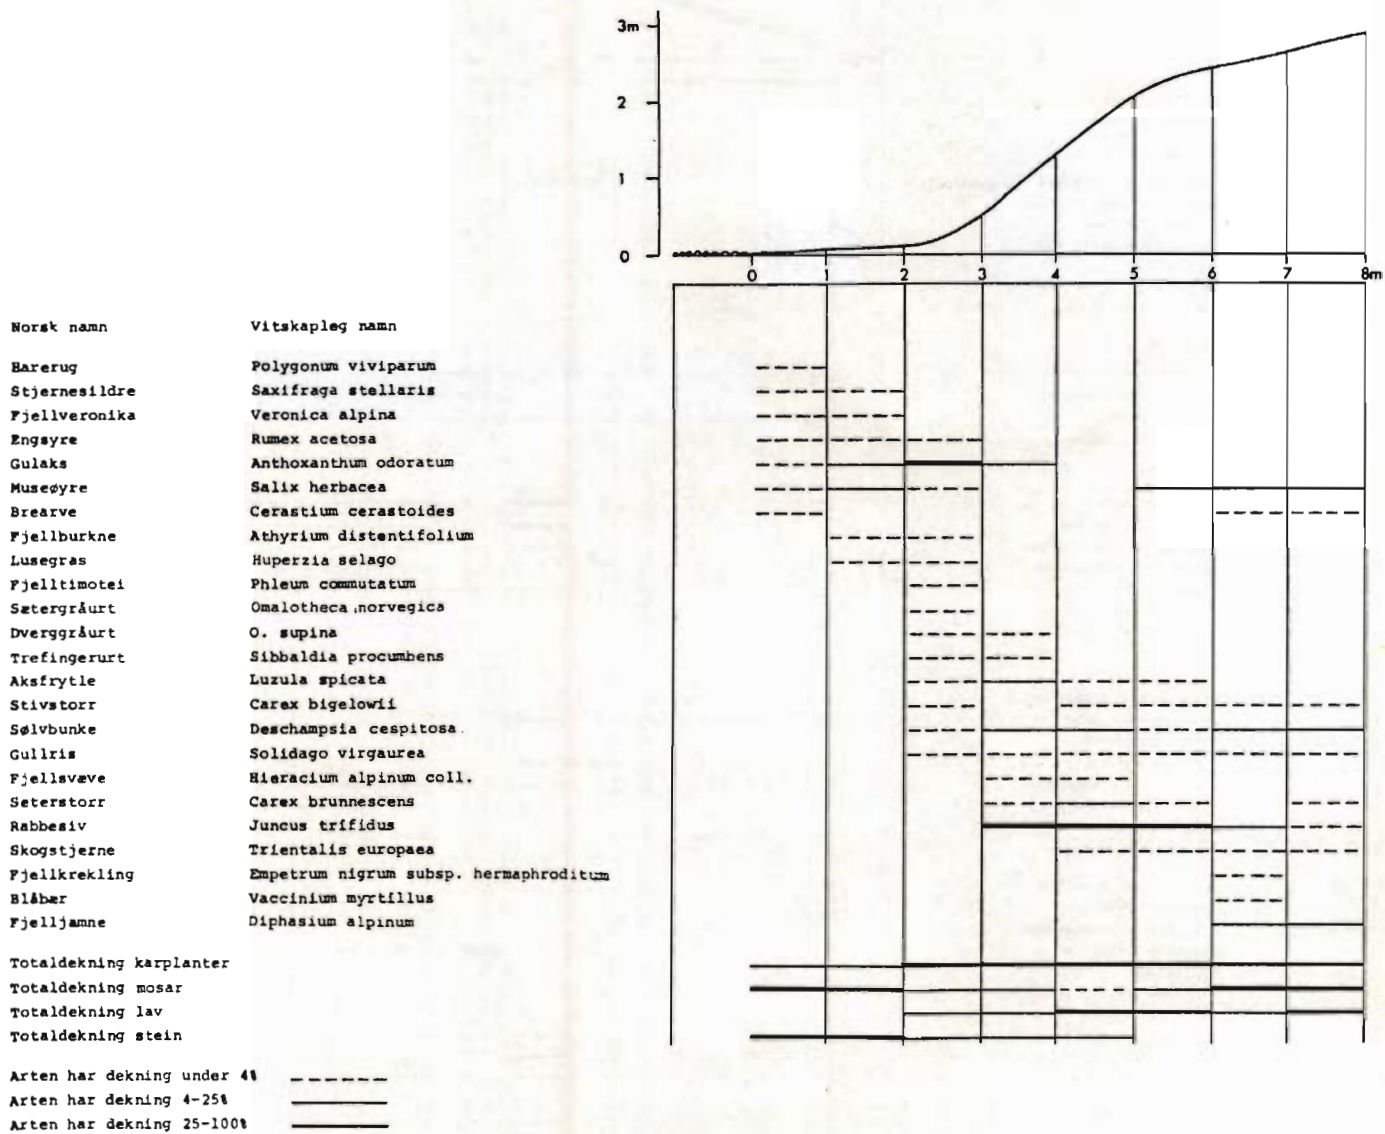 3m
2
1
0
0 1 2 3 4 5 6 7 8m
Norsk namn Vitskapleg namn
Harerug Polygonum viviparum
Stjernesildre Saxifraga stellaris
Fjellveronika Veronica alpina
Engsyre Rumex acetosa
Gulaks Anthoxanthum odoratum
Museøyre Salix herbacea
Brearve Cerastium cerastoides
Fjellburkne Athyrium distentifolium
Lusegras Huperzia selago
Fjelltimotei Phleum commutatum
Sætergråurt Omalotheca norvegica
Dverggråurt O. supina
Trefingerurt Sibbaldia procumbens
Aksfrytle Luzula spicata
Stivstorr Carex bigelowii
Sølvbunke Deschampsia cespitosa
Gullris Solidago virgaurea
Fjellsvæve Hieracium alpinum coll.
Seterstorr Carex brunnescens
Rabbesiv Juncus trifidus
Skogstjerne Trientalis europaea
Fjellkrekling Empetrum nigrum subsp. hermaphroditum
Blåbær Vaccinium myrtillus
Fjelljamne Diphasium alpinum
Totaldekning karplanter
Totaldekning mosar
Totaldekning lav
Totaldekning stein
Arten har dekning under 4%
Arten har dekning 4-25%
Arten har dekning 25-100%